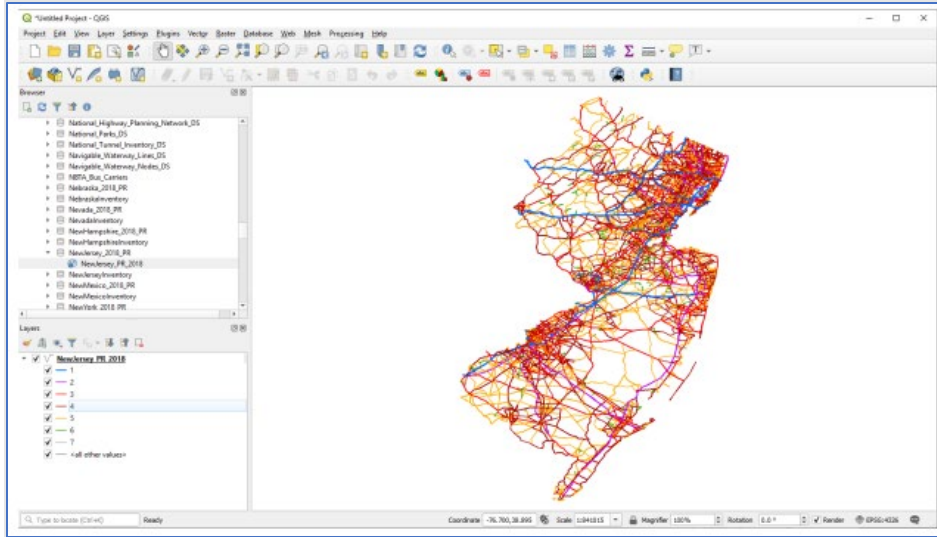 *Untitled Project - QGIS
Project Edit View Layer Settings Plugins Vector Raster Database Web Mesh Processing Help
Browser
National_Highway_Planning_Network_DS
National_Parks_DS
National_Tunnel_Inventory_DS
Navigable_Waterway_Lines_DS
Navigable_Waterway_Nodes_DS
NBTA_Bus_Carriers
Nebraska_2018_PR
NebraskaInventory
Nevada_2018_PR
NevadaInventory
NewHampshire_2018_PR
NewHampshireInventory
NewJersey_2018_PR
NewJersey_PR_2018
NewJerseyInventory
NewMexico_2018_PR
NewMexicoInventory
NewYork_2018_PR
Layers
NewJersey PR 2018
1
2
3
4
5
6
7
<all other values>
Type to locate (Ctrl+K) Ready Coordinate -76.700,38.895 Scale 1:841815 Magnifier 100% Rotation 0.0 ° Render EPSG:4326